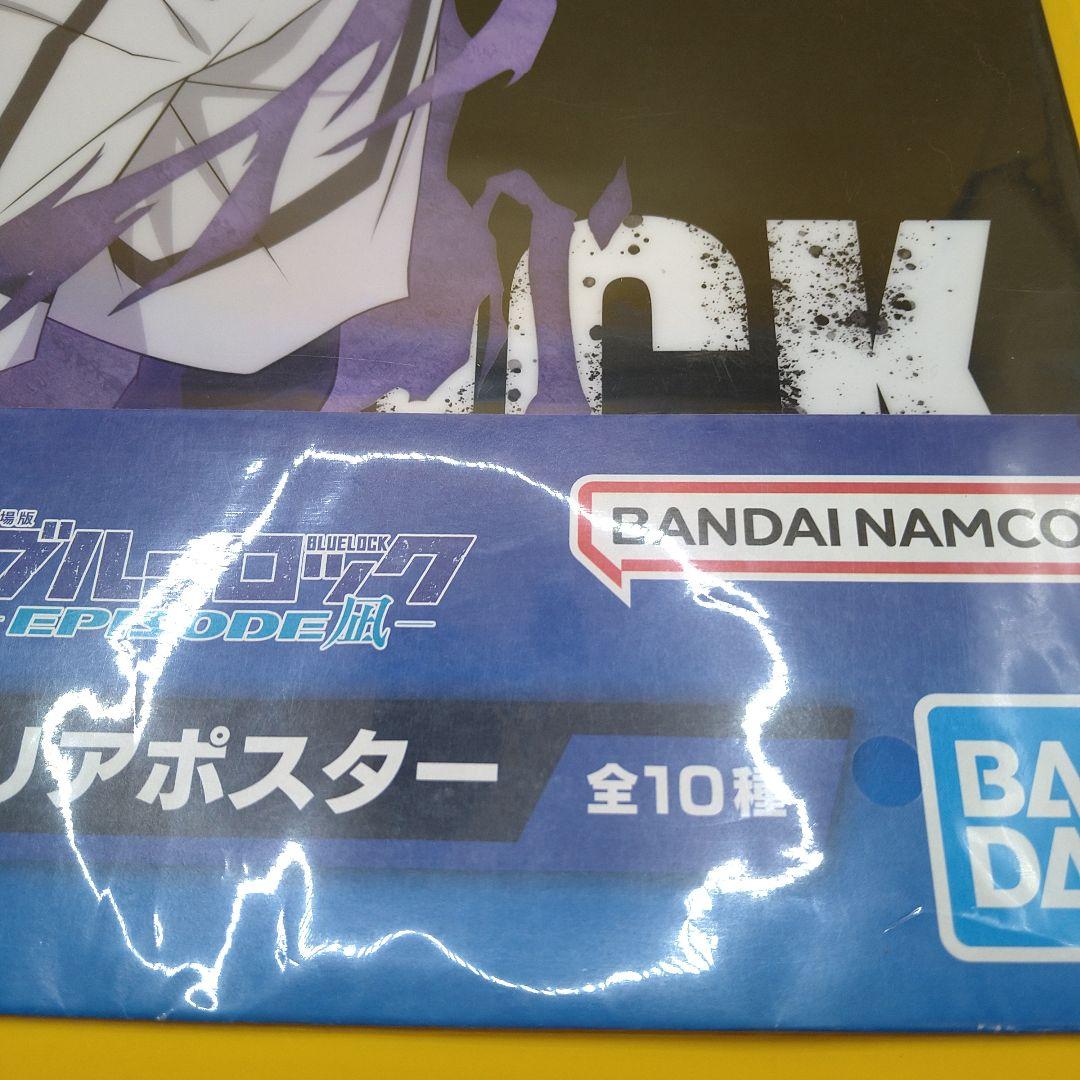 OCK
場版
ブルーロック
BLUELOCK
EPISODE凪
BANDAI NAMCO
リアポスター
全10種
BA
DA